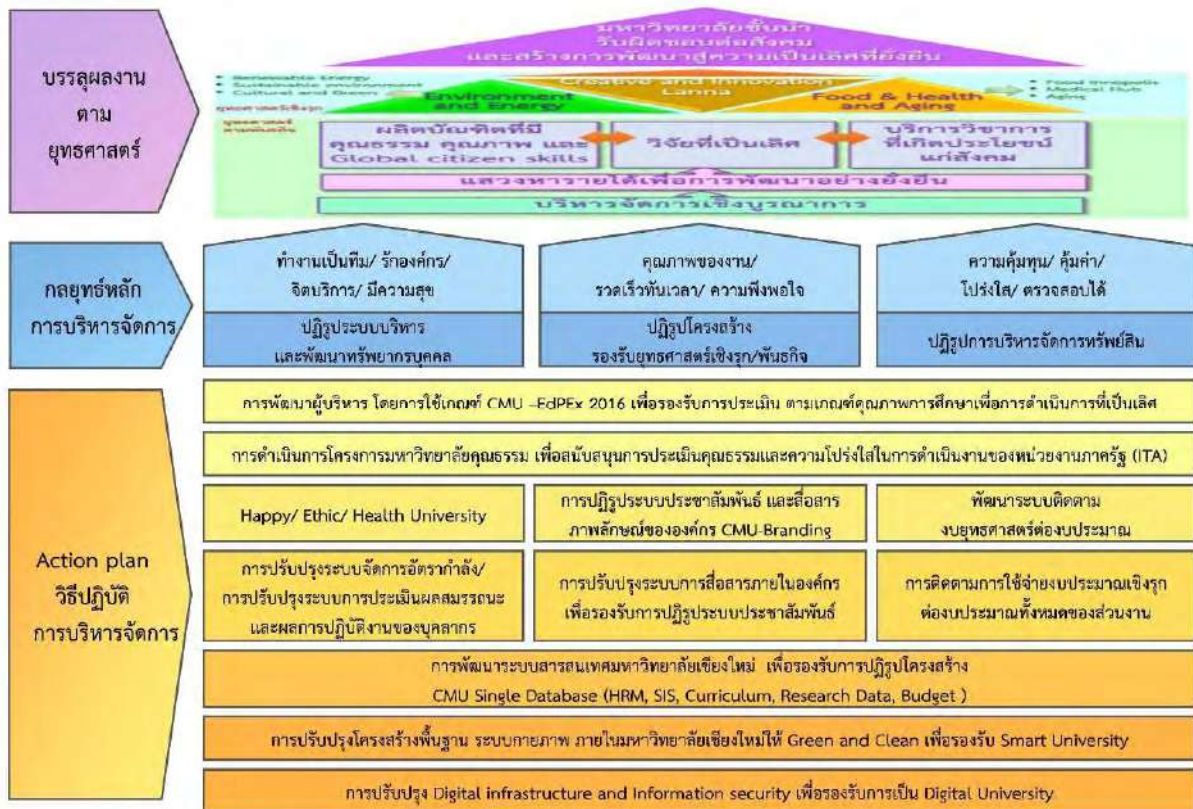 บรรลุผลงาน
ตาม
ยุทธศาสตร์
มหาวิทยาลัยชั้นนำ
รับผิดชอบต่อสังคม
และสร้างการพัฒนาสู่ความเป็นเลิศที่ยั่งยืน
• Renewable Energy
• Sustainable environment
• Cultural and Green
Environment
and Energy
Creative and Innovation
Lanna
Food & Health
and Aging
• Food Innopolis
• Medical Hub
• Aging
ยุทธศาสตร์เชิงรุก
ยุทธศาสตร์
ตามพันธกิจ
ผลิตบัณฑิตที่มี
คุณธรรม คุณภาพ และ
Global citizen skills
วิจัยที่เป็นเลิศ
บริการวิชาการ
ที่เกิดประโยชน์
แก่สังคม
แสวงหารายได้เพื่อการพัฒนาอย่างยั่งยืน
บริหารจัดการเชิงบูรณาการ
กลยุทธ์หลัก
การบริหารจัดการ
ทำงานเป็นทีม/ รักองค์กร/
จิตบริการ/ มีความสุข
ปฏิรูประบบบริหาร
และพัฒนาทรัพยากรบุคคล
คุณภาพของงาน/
รวดเร็วทันเวลา/ ความพึงพอใจ
ปฏิรูปโครงสร้าง
รองรับยุทธศาสตร์เชิงรุก/พันธกิจ
ความคุ้มทุน/ คุ้มค่า/
โปร่งใส/ ตรวจสอบได้
ปฏิรูปการบริหารจัดการทรัพย์สิน
Action plan
วิธีปฏิบัติ
การบริหารจัดการ
การพัฒนาผู้บริหาร โดยการใช้เกณฑ์ CMU –EdPEx 2016 เพื่อรองรับการประเมิน ตามเกณฑ์คุณภาพการศึกษาเพื่อการดำเนินการที่เป็นเลิศ
การดำเนินการโครงการมหาวิทยาลัยคุณธรรม เพื่อสนับสนุนการประเมินคุณธรรมและความโปร่งใสในการดำเนินงานของหน่วยงานภาครัฐ (ITA)
Happy/ Ethic/ Health University
การปฏิรูประบบประชาสัมพันธ์ และสื่อสาร
ภาพลักษณ์ขององค์กร CMU-Branding
พัฒนาระบบติดตาม
งบยุทธศาสตร์ต่องบประมาณ
การปรับปรุงระบบจัดการอัตรากำลัง/
การปรับปรุงระบบการประเมินผลสมรรถนะ
และผลการปฏิบัติงานของบุคลากร
การปรับปรุงระบบการสื่อสารภายในองค์กร
เพื่อรองรับการปฏิรูประบบประชาสัมพันธ์
การติดตามการใช้จ่ายงบประมาณเชิงรุก
ต่องบประมาณทั้งหมดของส่วนงาน
การพัฒนาระบบสารสนเทศมหาวิทยาลัยเชียงใหม่ เพื่อรองรับการปฏิรูปโครงสร้าง
CMU Single Database (HRM, SIS, Curriculum, Research Data, Budget )
การปรับปรุงโครงสร้างพื้นฐาน ระบบกายภาพ ภายในมหาวิทยาลัยเชียงใหม่ให้ Green and Clean เพื่อรองรับ Smart University
การปรับปรุง Digital infrastructure and Information security เพื่อรองรับการเป็น Digital University